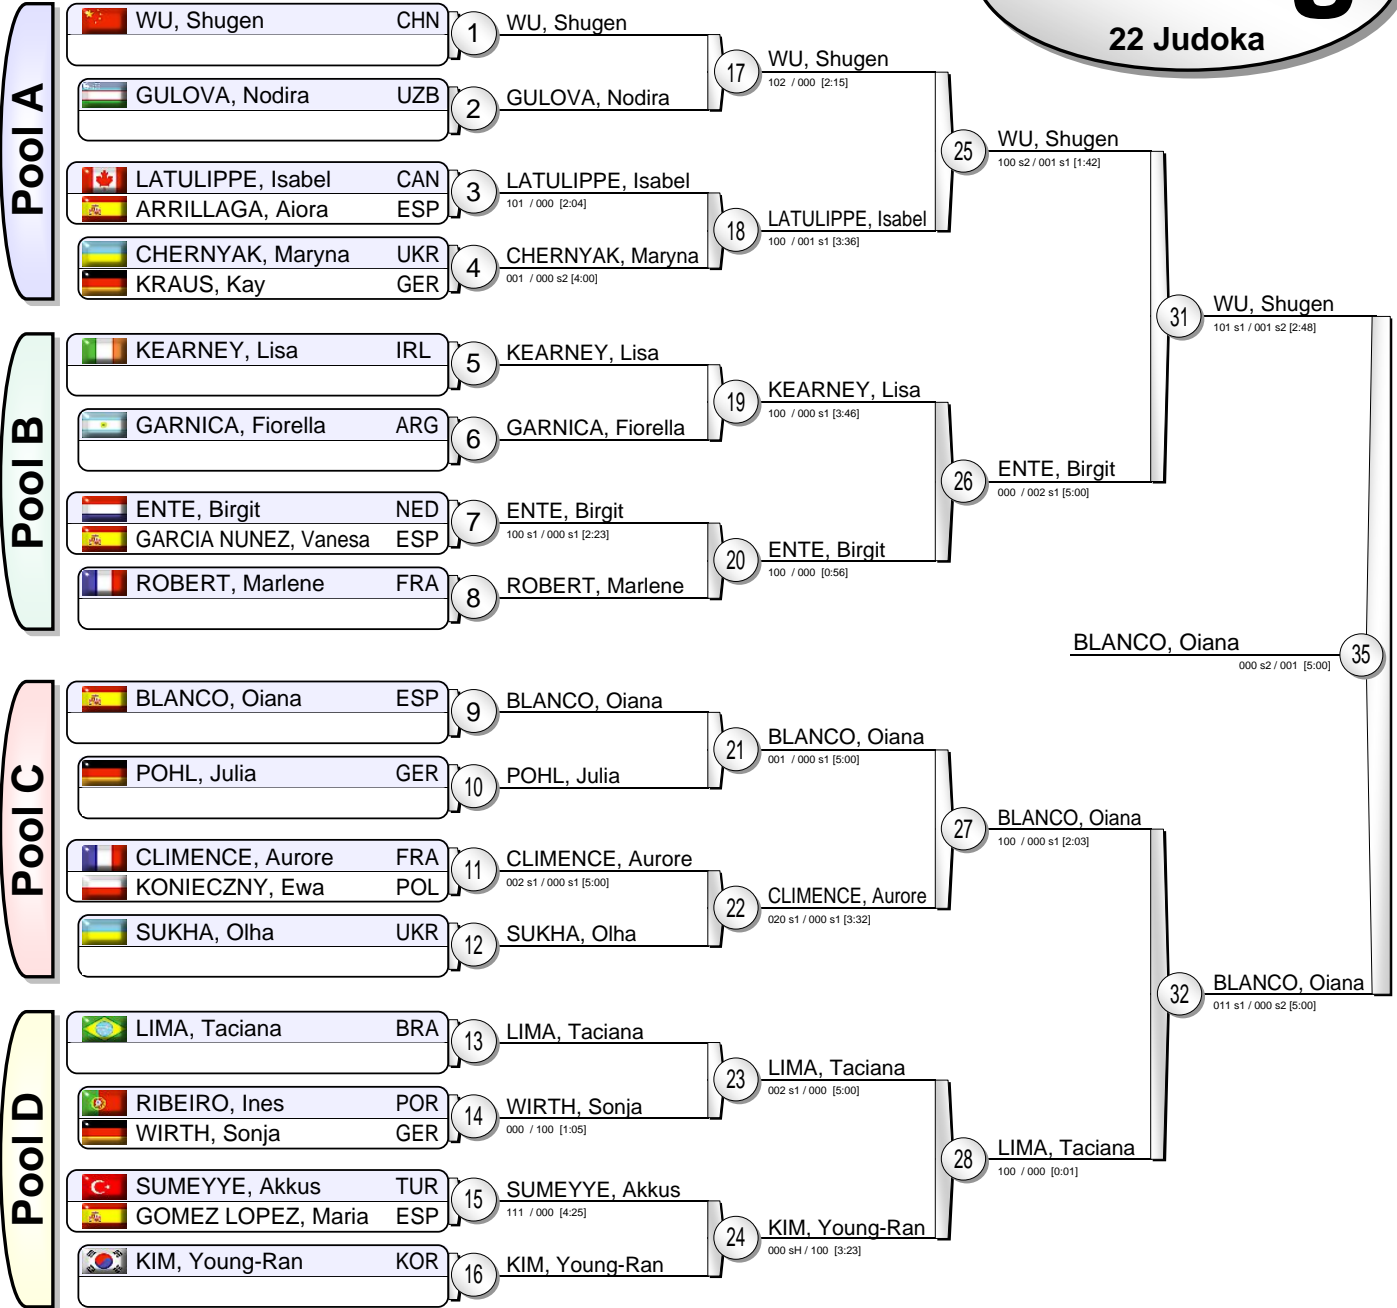 22 Judoka
Pool A
WU, Shugen CHN
1
GULOVA, Nodira UZB
2
LATULIPPE, Isabel CAN
ARRILLAGA, Aiora ESP
3
CHERNYAK, Maryna UKR
KRAUS, Kay GER
4
WU, Shugen
GULOVA, Nodira
17
LATULIPPE, Isabel
101 / 000 [2:04]
CHERNYAK, Maryna
001 / 000 s2 [4:00]
18
WU, Shugen
102 / 000 [2:15]
LATULIPPE, Isabel
100 / 001 s1 [3:36]
25
WU, Shugen
100 s2 / 001 s1 [1:42]
Pool B
KEARNEY, Lisa IRL
5
GARNICA, Fiorella ARG
6
ENTE, Birgit NED
GARCIA NUNEZ, Vanesa ESP
7
ROBERT, Marlene FRA
8
KEARNEY, Lisa
GARNICA, Fiorella
19
ENTE, Birgit
100 s1 / 000 s1 [2:23]
ROBERT, Marlene
20
KEARNEY, Lisa
100 / 000 s1 [3:46]
ENTE, Birgit
100 / 000 [0:56]
26
ENTE, Birgit
000 / 002 s1 [5:00]
31
WU, Shugen
101 s1 / 001 s2 [2:48]
BLANCO, Oiana
000 s2 / 001 [5:00]
35
Pool C
BLANCO, Oiana ESP
9
POHL, Julia GER
10
CLIMENCE, Aurore FRA
KONIECZNY, Ewa POL
11
SUKHA, Olha UKR
12
BLANCO, Oiana
POHL, Julia
21
CLIMENCE, Aurore
002 s1 / 000 s1 [5:00]
SUKHA, Olha
22
BLANCO, Oiana
001 / 000 s1 [5:00]
CLIMENCE, Aurore
020 s1 / 000 s1 [3:32]
27
BLANCO, Oiana
100 / 000 s1 [2:03]
Pool D
LIMA, Taciana BRA
13
RIBEIRO, Ines POR
WIRTH, Sonja GER
14
SUMEYYE, Akkus TUR
GOMEZ LOPEZ, Maria ESP
15
KIM, Young-Ran KOR
16
LIMA, Taciana
WIRTH, Sonja
000 / 100 [1:05]
23
SUMEYYE, Akkus
111 / 000 [4:25]
KIM, Young-Ran
24
LIMA, Taciana
002 s1 / 000 [5:00]
KIM, Young-Ran
000 sH / 100 [3:23]
28
LIMA, Taciana
100 / 000 [0:01]
32
BLANCO, Oiana
011 s1 / 000 s2 [5:00]